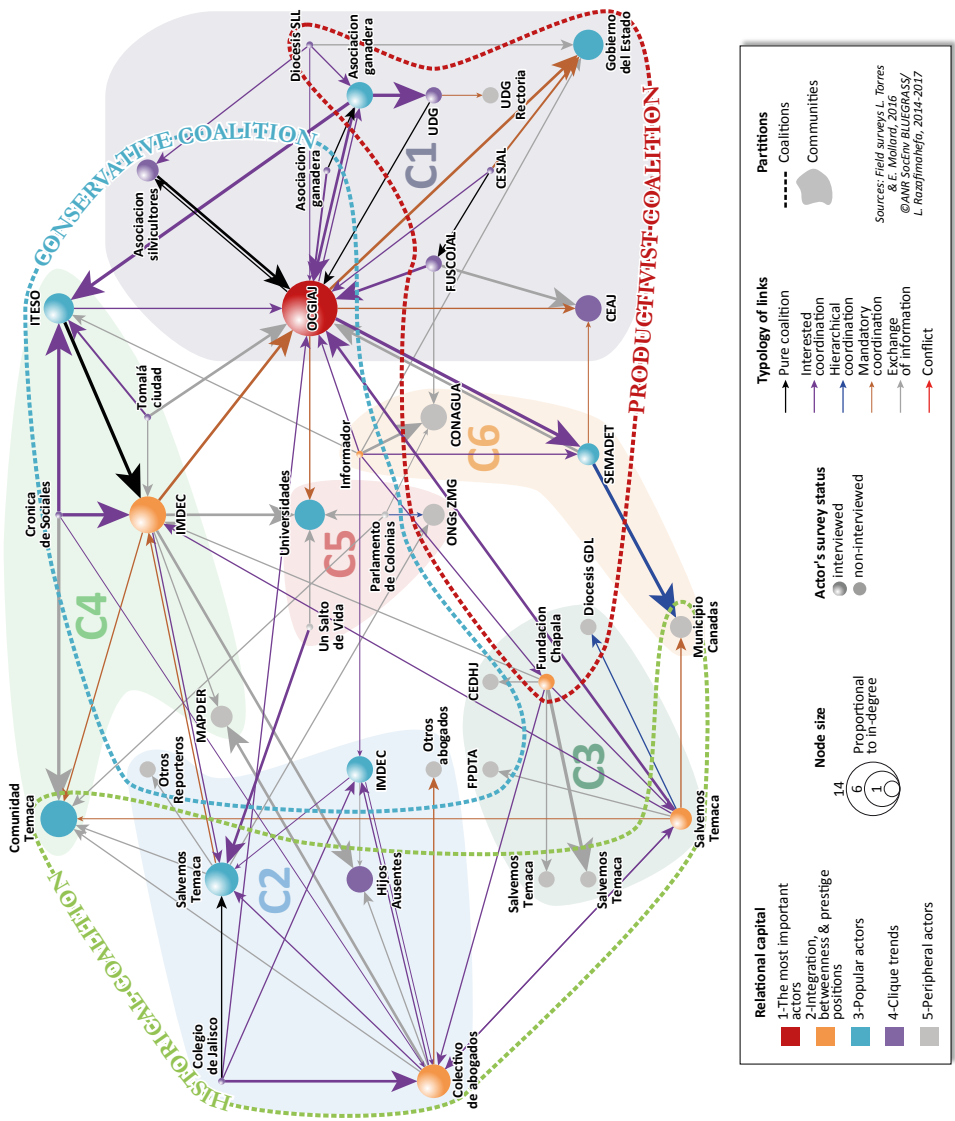 HISTORICAL COALITION
CONSERVATIVE COALITION
PRODUCTIVIST COALITION
C4
C2
C5
C6
C1
C3
Comunidad
Temaca
Cronica
de Sociales
ITESO
Tomalá
ciudad
IMDEC
Asociacion
silvicultores
Diocesis SLL
Asociacion
ganadera
Asociacion
ganadera
Gobierno
del Estado
UDG
UDG
Rectoria
CESJAL
FUSCOJAL
CEAJ
OCGIAJ
MAPDER
Otros
Reporteros
Salvemos
Temaca
Colegio
de Jalisco
Universidades
Informador
Un Salto
de Vida
Parlamento
de Colonias
ONGs ZMG
CONAGUA
SEMADET
IMDEC
Hijos
Ausentes
Otros
abogados
Colectivo
de abogados
CEDHJ
FPDTA
Fundacion
Chapala
Diocesis GDL
Salvemos
Temaca
Salvemos
Temaca
Salvemos
Temaca
Municipio
Canadas
Relational capital
1-The most important
actors
2-Integration,
betweenness & prestige
positions
3-Popular actors
4-Clique trends
5-Peripheral actors
Node size
14
6
1
Proportional
to in-degree
Actor's survey status
interviewed
non-interviewed
Typology of links
Pure coalition
Interested
coordination
Hierarchical
coordination
Mandatory
coordination
Exchange
of information
Conflict
Partitions
Coalitions
Communities
Sources: Field surveys L. Torres
& E. Mollard, 2016
©ANR SocEnv BLUEGRASS/
L. Razafimahefa, 2014-2017